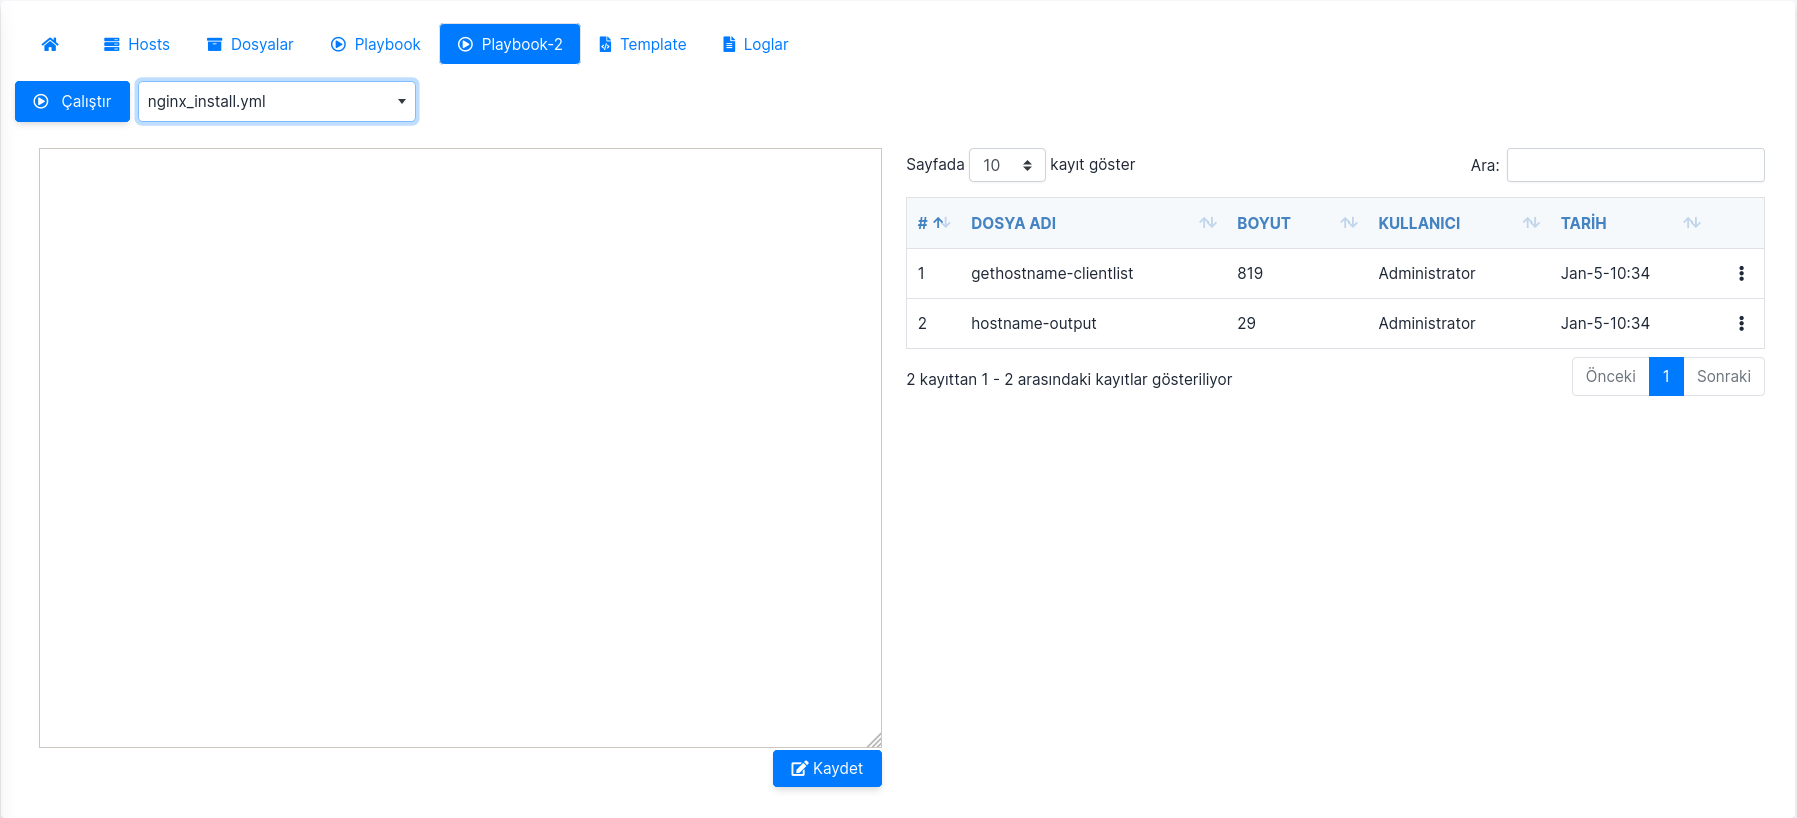 Hosts Dosyalar Playbook Playbook-2 Template Loglar
Çalıştır nginx_install.yml
Sayfada 10 kayıt göster Ara:
# DOSYA ADI BOYUT KULLANICI TARİH
1 gethostname-clientlist 819 Administrator Jan-5-10:34
2 hostname-output 29 Administrator Jan-5-10:34
2 kayıttan 1 - 2 arasındaki kayıtlar gösteriliyor Önceki 1 Sonraki
Kaydet